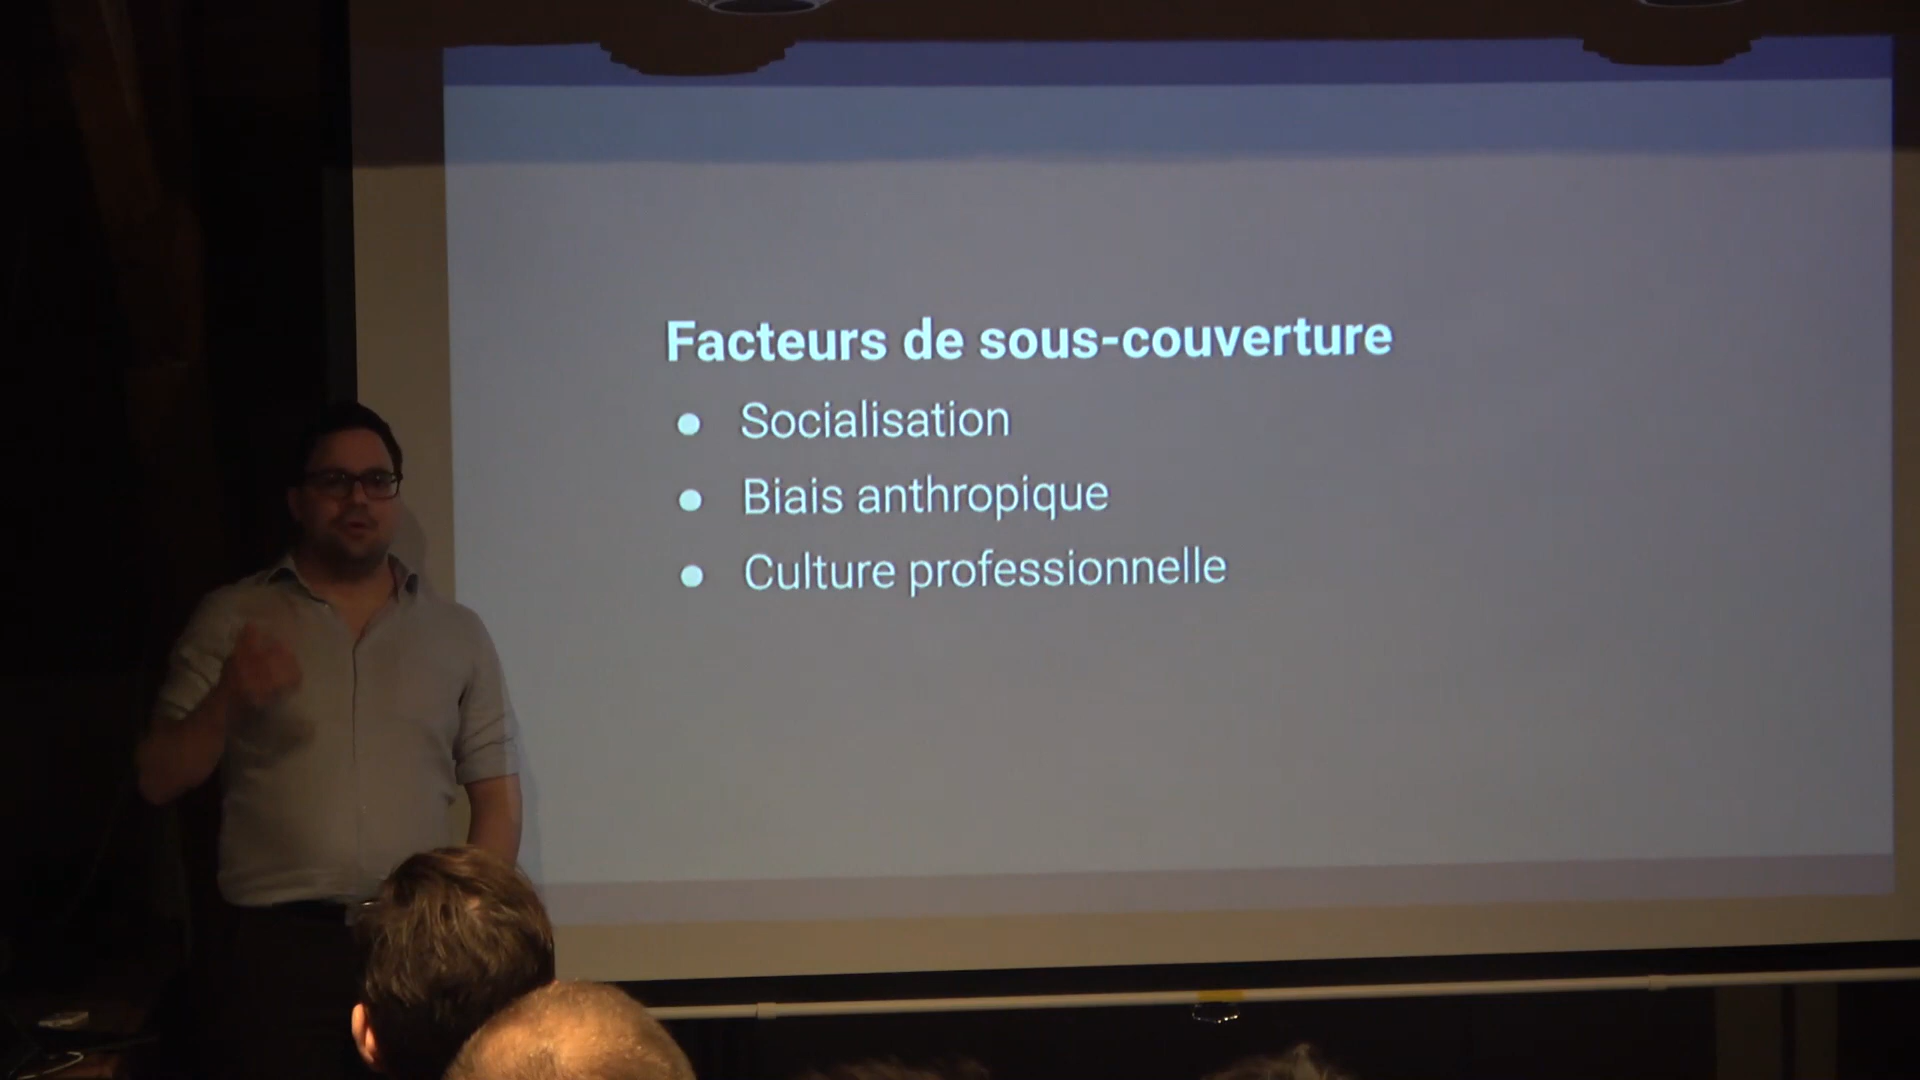 Facteurs de sous-couverture
● Socialisation
● Biais anthropique
● Culture professionnelle